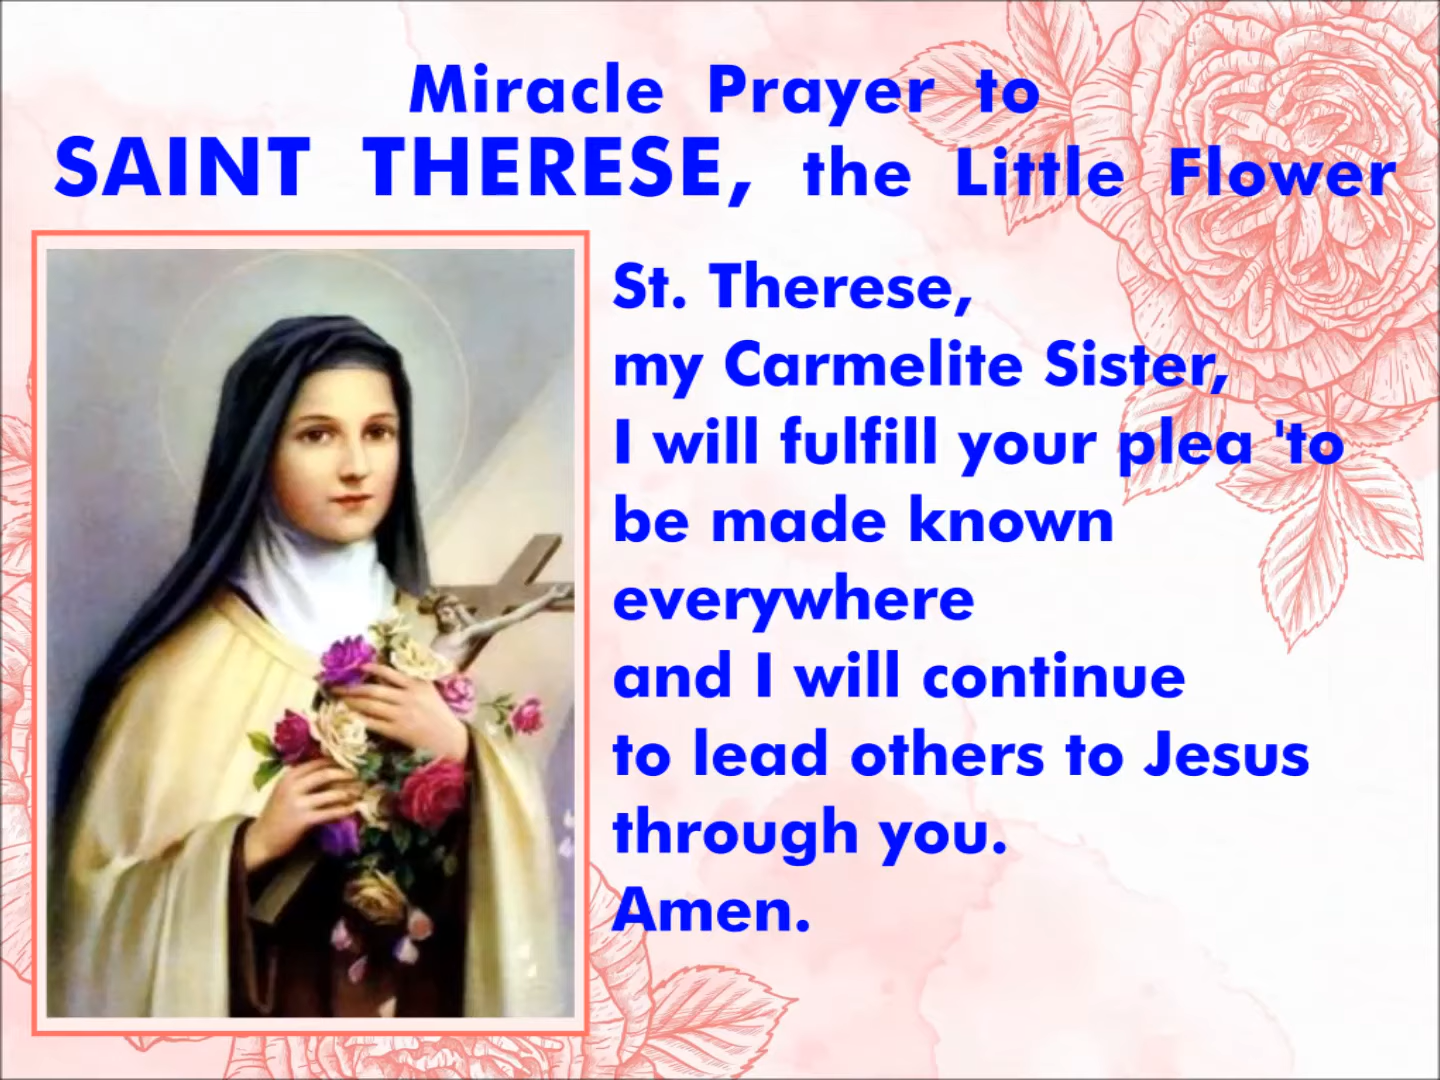 Miracle Prayer to
SAINT THERESE, the Little Flower
St. Therese,
my Carmelite Sister,
I will fulfill your plea 'to
be made known
everywhere
and I will continue
to lead others to Jesus
through you.
Amen.